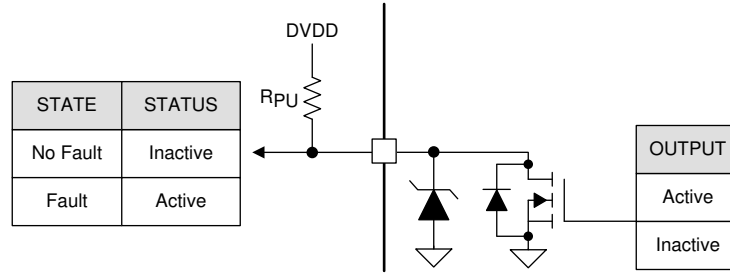 DVDD
RPU
STATE STATUS
No Fault Inactive
Fault Active
OUTPUT
Active
Inactive